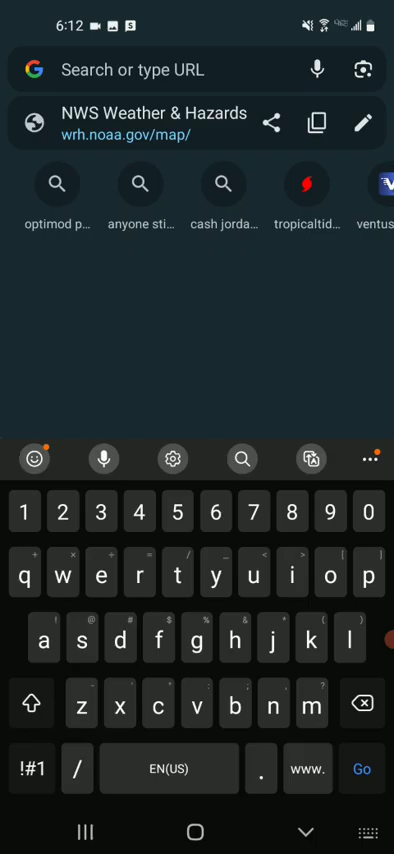 6:12
Search or type URL
NWS Weather & Hazards
wrh.noaa.gov/map/
optimod p... anyone sti... cash jorda... tropicaltid... ventus
1 2 3 4 5 6 7 8 9 0
+ × ÷ = / _ < > [ ]
q w e r t y u i o p
! @ # $ % & * ( )
a s d f g h j k l
- ' " : ; , ?
z x c v b n m
!#1 / EN(US) . www. Go